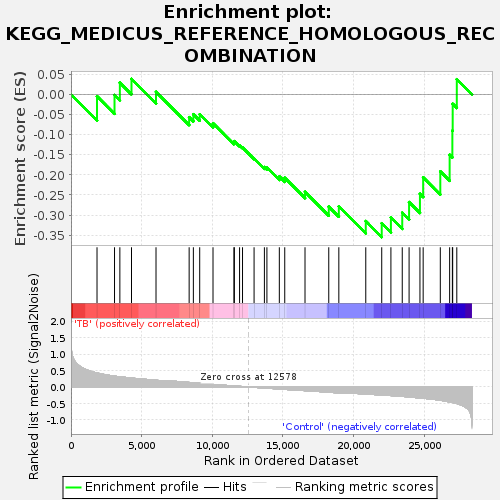 Enrichment plot:
KEGG_MEDICUS_REFERENCE_HOMOLOGOUS_REC
OMBINATION
Enrichment score (ES)
0.05
0.00
-0.05
-0.10
-0.15
-0.20
-0.25
-0.30
-0.35
'TB' (positively correlated)
Ranked list metric (Signal2Noise)
2.0
1.5
1.0
0.5
0.0
-0.5
-1.0
Zero cross at 12578
'Control' (negatively correlated)
0
5,000
10,000
15,000
20,000
25,000
Rank in Ordered Dataset
Enrichment profile
Hits
Ranking metric scores